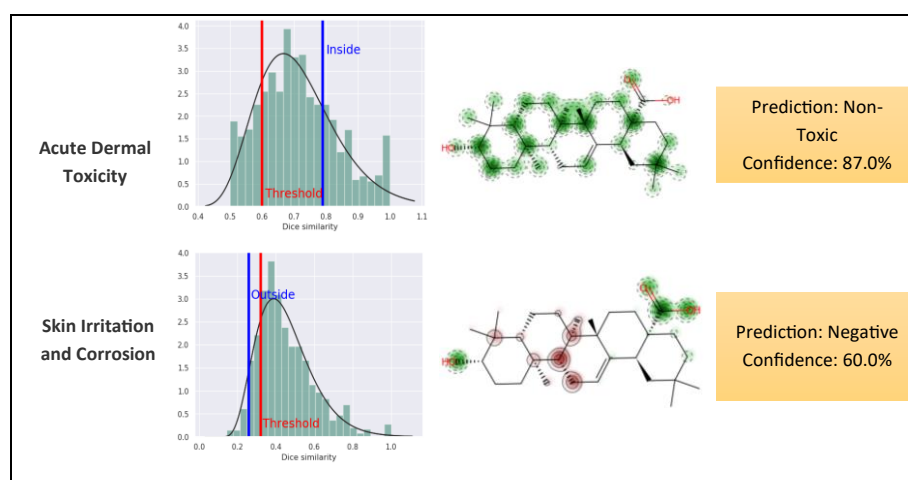 Acute Dermal
Toxicity
4.0
3.5
3.0
2.5
2.0
1.5
1.0
0.5
0.0
0.4
0.5
0.6
0.7
0.8
0.9
1.0
1.1
Inside
Threshold
Dice similarity
HO
O
OH
Prediction: Non-
Toxic
Confidence: 87.0%
Skin Irritation
and Corrosion
4.0
3.5
3.0
2.5
2.0
1.5
1.0
0.5
0.0
0.0
0.2
0.4
0.6
0.8
1.0
Outside
Threshold
Dice similarity
HO
O
OH
Prediction: Negative
Confidence: 60.0%